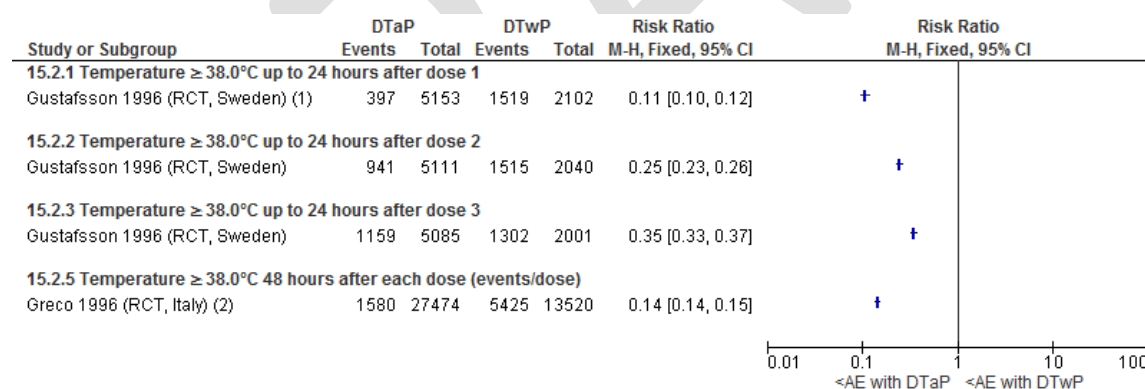 DTaP DTwP Risk Ratio Risk Ratio
Study or Subgroup Events Total Events Total M-H, Fixed, 95% CI M-H, Fixed, 95% CI
15.2.1 Temperature ≥ 38.0°C up to 24 hours after dose 1
Gustafsson 1996 (RCT, Sweden) (1) 397 5153 1519 2102 0.11 [0.10, 0.12]
15.2.2 Temperature ≥ 38.0°C up to 24 hours after dose 2
Gustafsson 1996 (RCT, Sweden) 941 5111 1515 2040 0.25 [0.23, 0.26]
15.2.3 Temperature ≥ 38.0°C up to 24 hours after dose 3
Gustafsson 1996 (RCT, Sweden) 1159 5085 1302 2001 0.35 [0.33, 0.37]
15.2.5 Temperature ≥ 38.0°C 48 hours after each dose (events/dose)
Greco 1996 (RCT, Italy) (2) 1580 27474 5425 13520 0.14 [0.14, 0.15]
0.01 0.1 1 10 100
<AE with DTaP <AE with DTwP